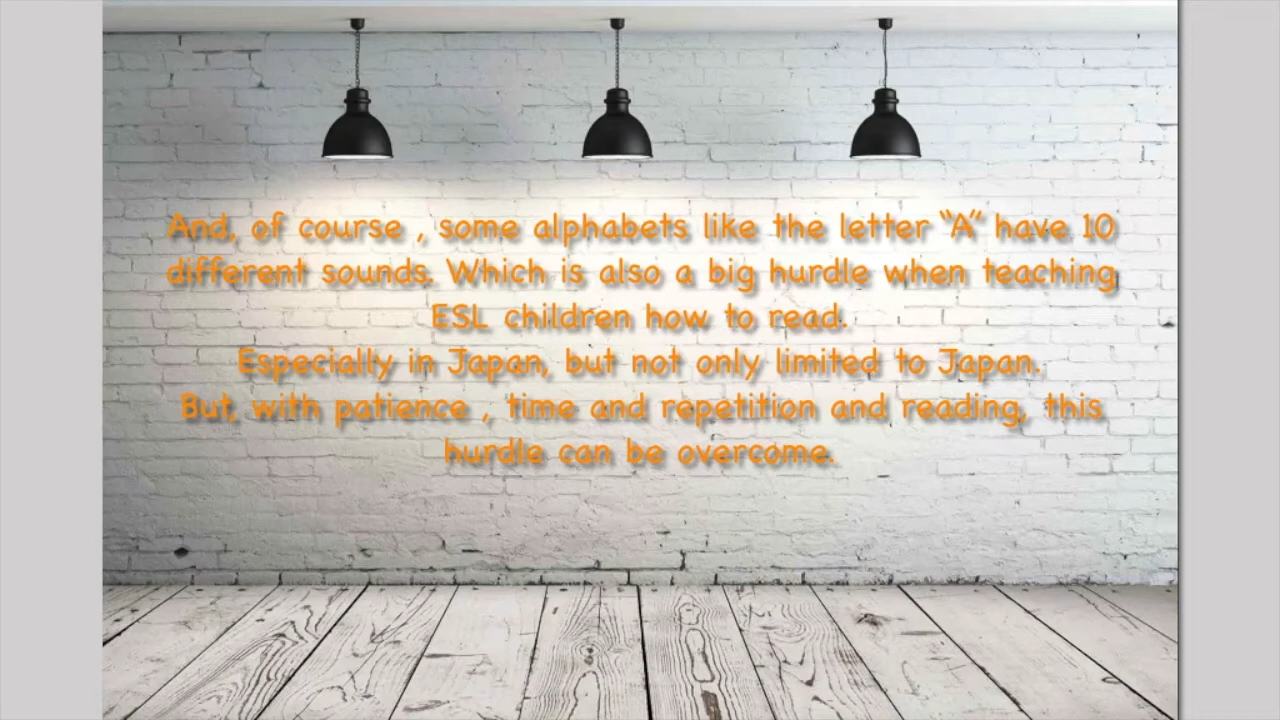 And, of course , some alphabets like the letter “A” have 10
different sounds. Which is also a big hurdle when teaching
ESL children how to read.
Especially in Japan, but not only limited to Japan.
But, with patience , time and repetition and reading, this
hurdle can be overcome.